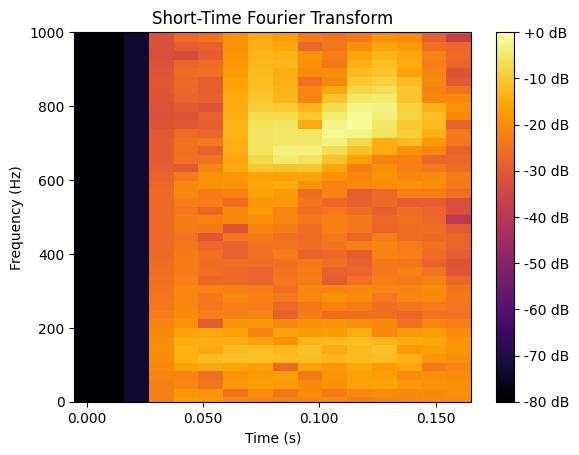 Short-Time Fourier Transform
Frequency (Hz)
1000
800
600
400
200
0
0.000
0.050
0.100
0.150
Time (s)
+0 dB
-10 dB
-20 dB
-30 dB
-40 dB
-50 dB
-60 dB
-70 dB
-80 dB